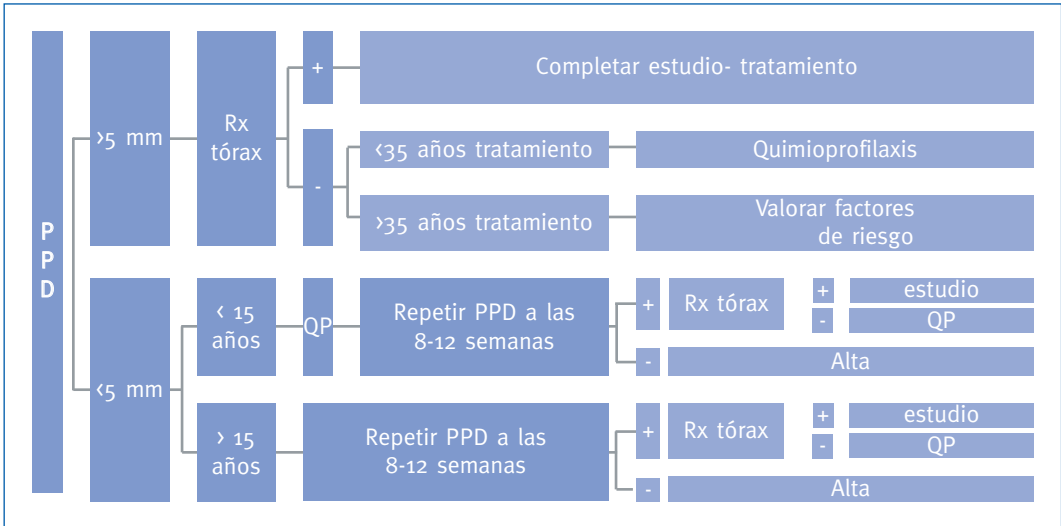 P
P
D
>5 mm
Rx
tórax
+
Completar estudio- tratamiento
-
<35 años tratamiento
Quimioprofilaxis
>35 años tratamiento
Valorar factores
de riesgo
<5 mm
< 15
años
QP
Repetir PPD a las
8-12 semanas
+
Rx tórax
+
estudio
-
QP
-
Alta
> 15
años
Repetir PPD a las
8-12 semanas
+
Rx tórax
+
estudio
-
QP
-
Alta